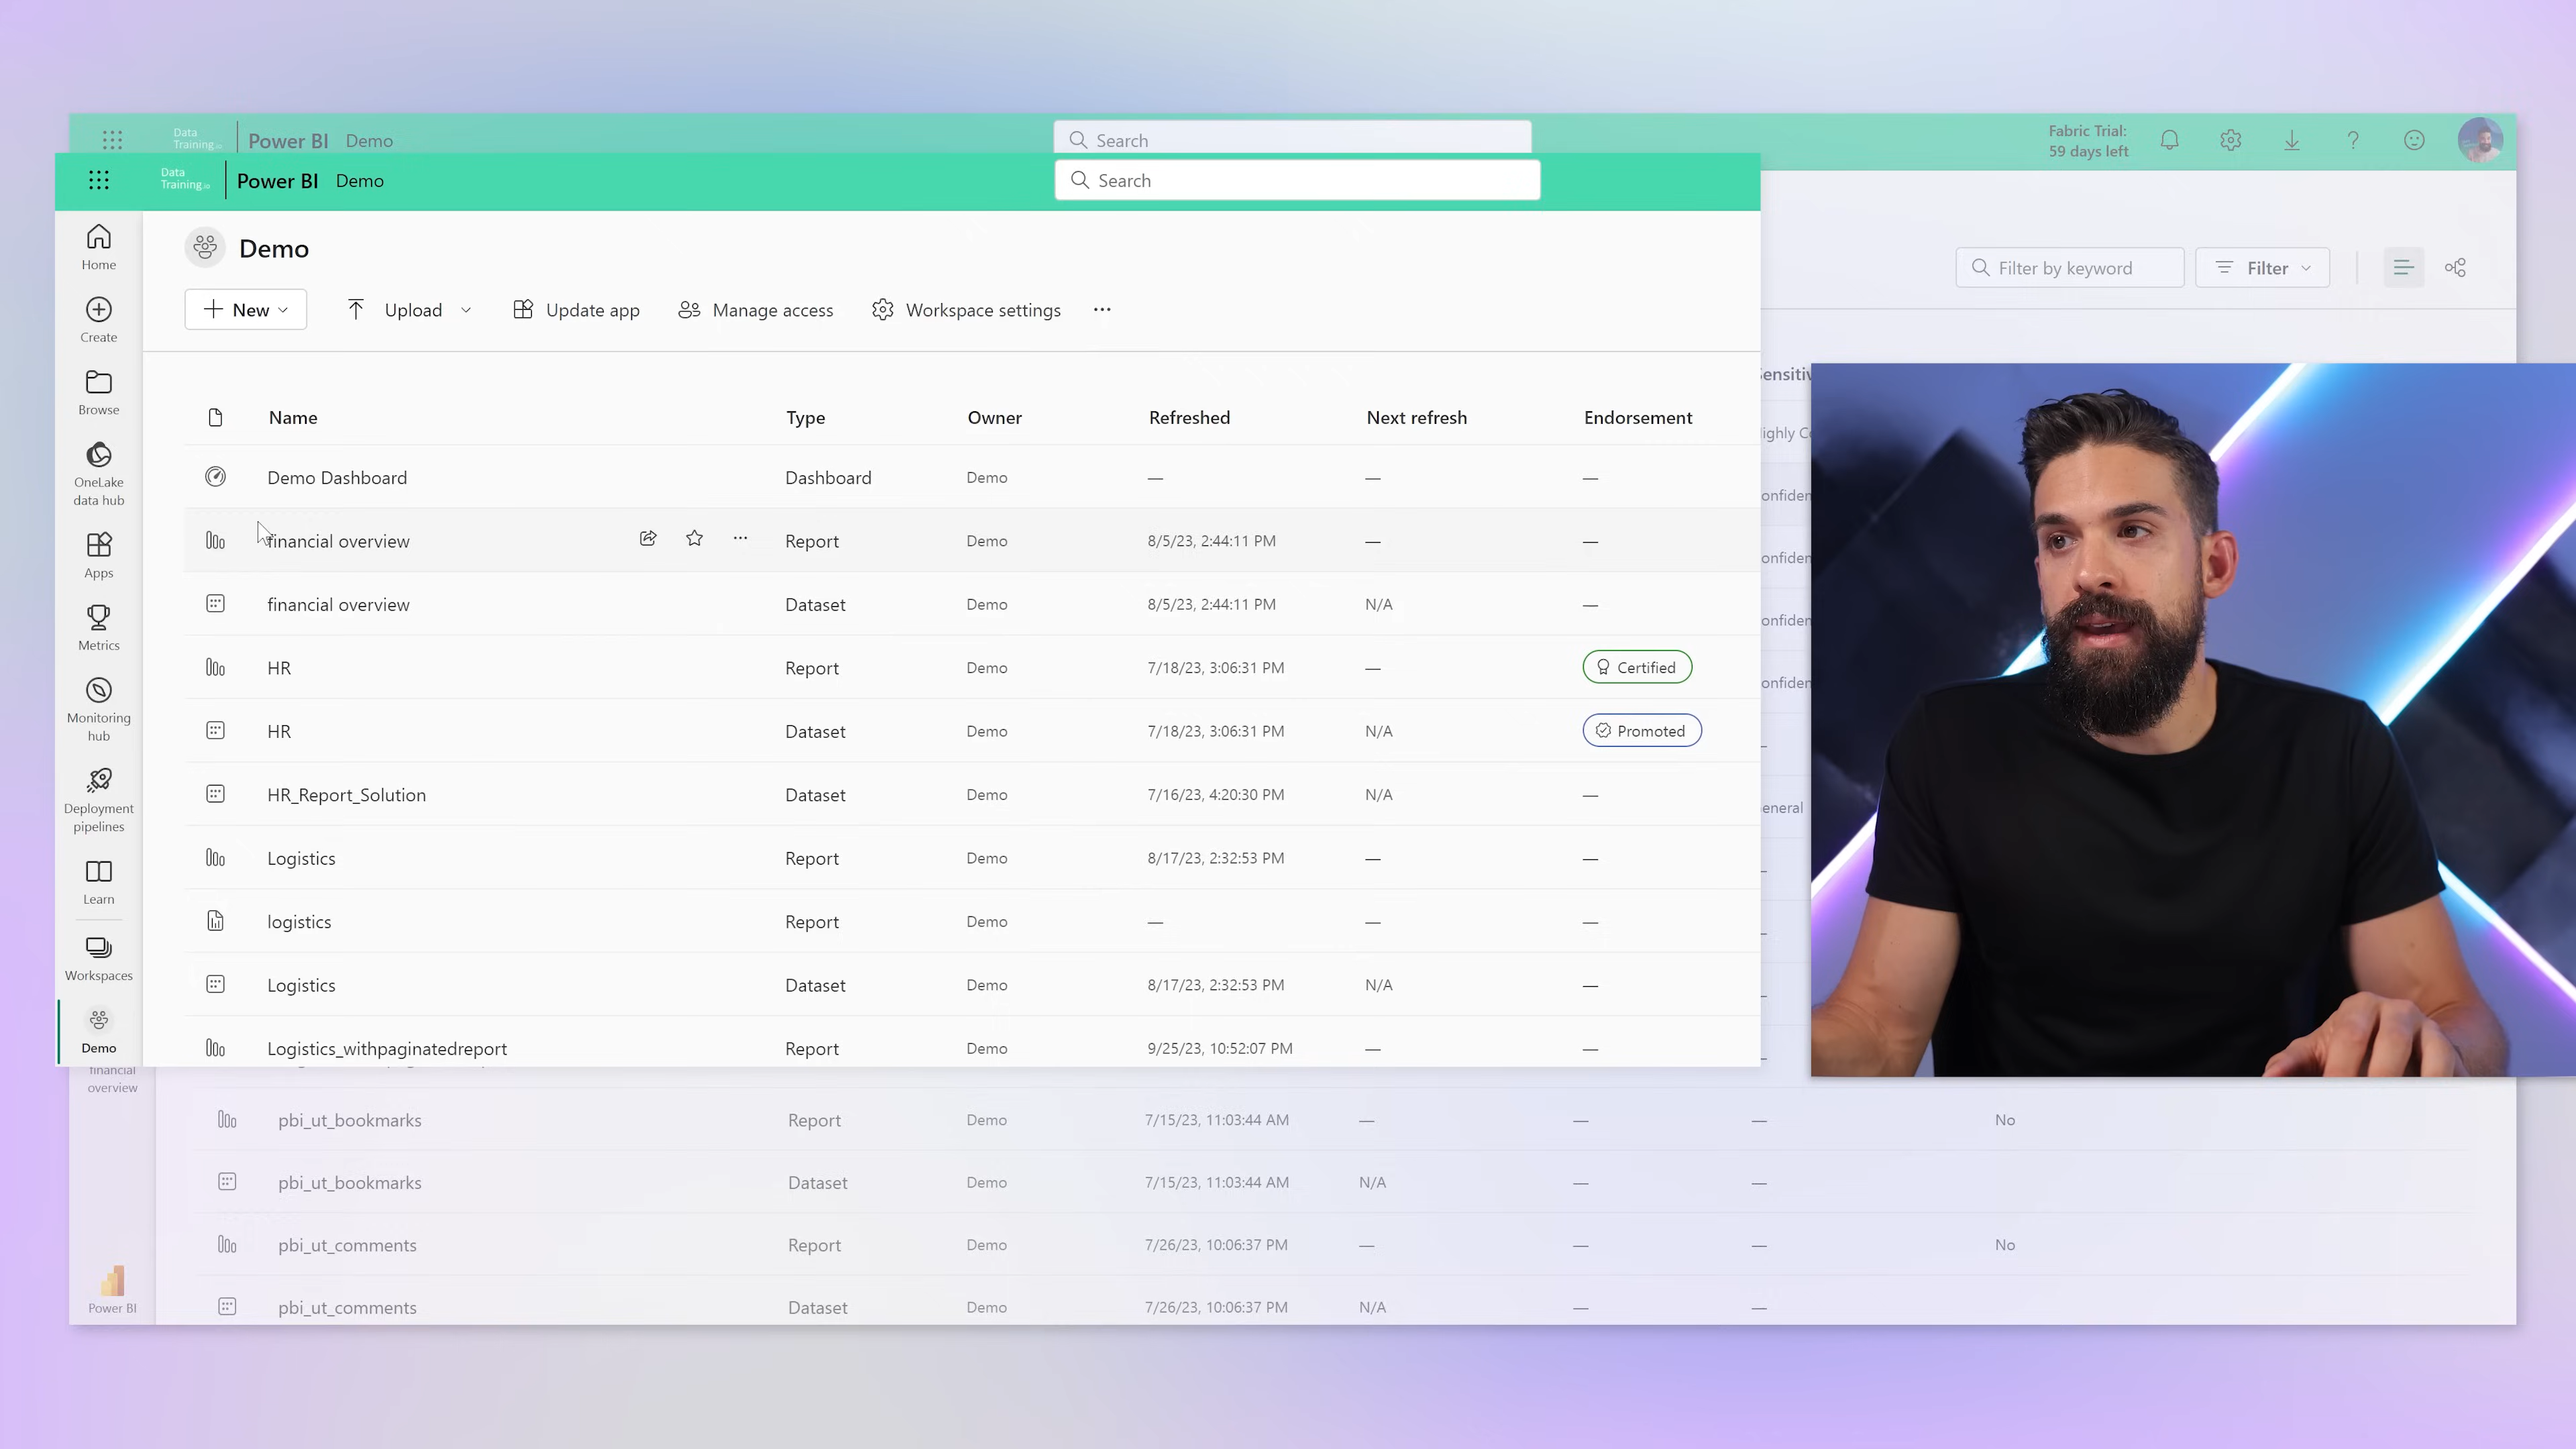 Data
Training.io
Power BI Demo
Search
Fabric Trial:
59 days left
Data
Training.io
Power BI Demo
Search
Home
Create
Browse
OneLake
data hub
Apps
Metrics
Monitoring
hub
Deployment
pipelines
Learn
Workspaces
Demo
Demo
New Upload Update app Manage access Workspace settings ...
Filter by keyword Filter
Name Type Owner Refreshed Next refresh Endorsement
Demo Dashboard Dashboard Demo — — —
financial overview ... Report Demo 8/5/23, 2:44:11 PM — —
financial overview Dataset Demo 8/5/23, 2:44:11 PM N/A —
HR Report Demo 7/18/23, 3:06:31 PM — Certified
HR Dataset Demo 7/18/23, 3:06:31 PM N/A Promoted
HR_Report_Solution Dataset Demo 7/16/23, 4:20:30 PM N/A —
Logistics Report Demo 8/17/23, 2:32:53 PM — —
logistics Report Demo — — —
Logistics Dataset Demo 8/17/23, 2:32:53 PM N/A —
Logistics_withpaginatedreport Report Demo 9/25/23, 10:52:07 PM — —
financial
overview
pbi_ut_bookmarks Report Demo 7/15/23, 11:03:44 AM — — — No
pbi_ut_bookmarks Dataset Demo 7/15/23, 11:03:44 AM N/A — —
pbi_ut_comments Report Demo 7/26/23, 10:06:37 PM — — — No
pbi_ut_comments Dataset Demo 7/26/23, 10:06:37 PM N/A — —
Power BI